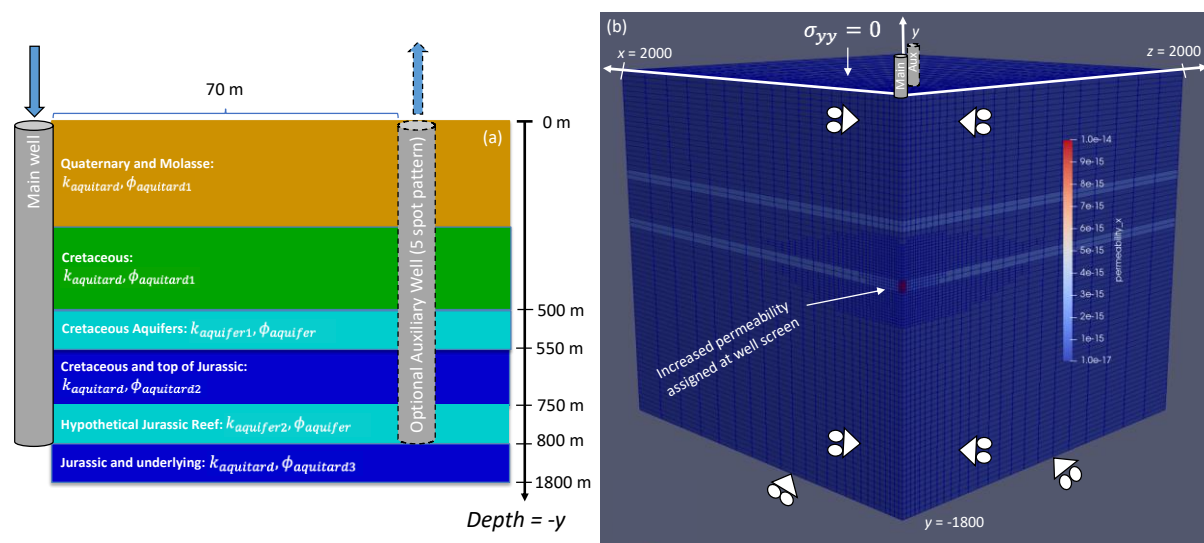 70 m
Main well
Optional Auxiliary Well (5 spot pattern)
(a)
0 m
Quaternary and Molasse:
k_aquitard, ϕ_aquitard1
Cretaceous:
k_aquitard, ϕ_aquitard1
500 m
Cretaceous Aquifers: k_aquifer1, ϕ_aquifer
550 m
Cretaceous and top of Jurassic:
k_aquitard, ϕ_aquitard2
750 m
Hypothetical Jurassic Reef: k_aquifer2, ϕ_aquifer
800 m
Jurassic and underlying: k_aquitard, ϕ_aquitard3
1800 m
Depth = -y
(b)
σ_yy = 0
y
x = 2000
z = 2000
Main
Aux
1.0e-14
9e-15
8e-15
7e-15
6e-15
5e-15
4e-15
3e-15
2e-15
1.0e-17
permeability_x
Increased permeability
assigned at well screen
y = -1800